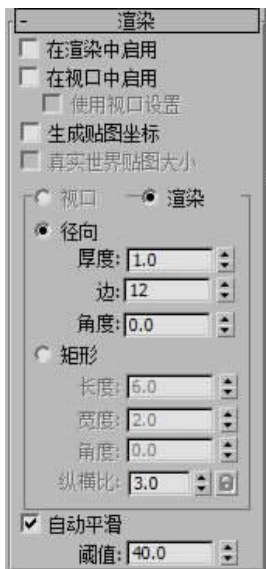 - 渲染
在渲染中启用
在视口中启用
使用视口设置
生成贴图坐标
真实世界贴图大小
视口 渲染
径向
厚度: 1.0
边: 12
角度: 0.0
矩形
长度: 6.0
宽度: 2.0
角度: 0.0
纵横比: 3.0
自动平滑
阈值: 40.0